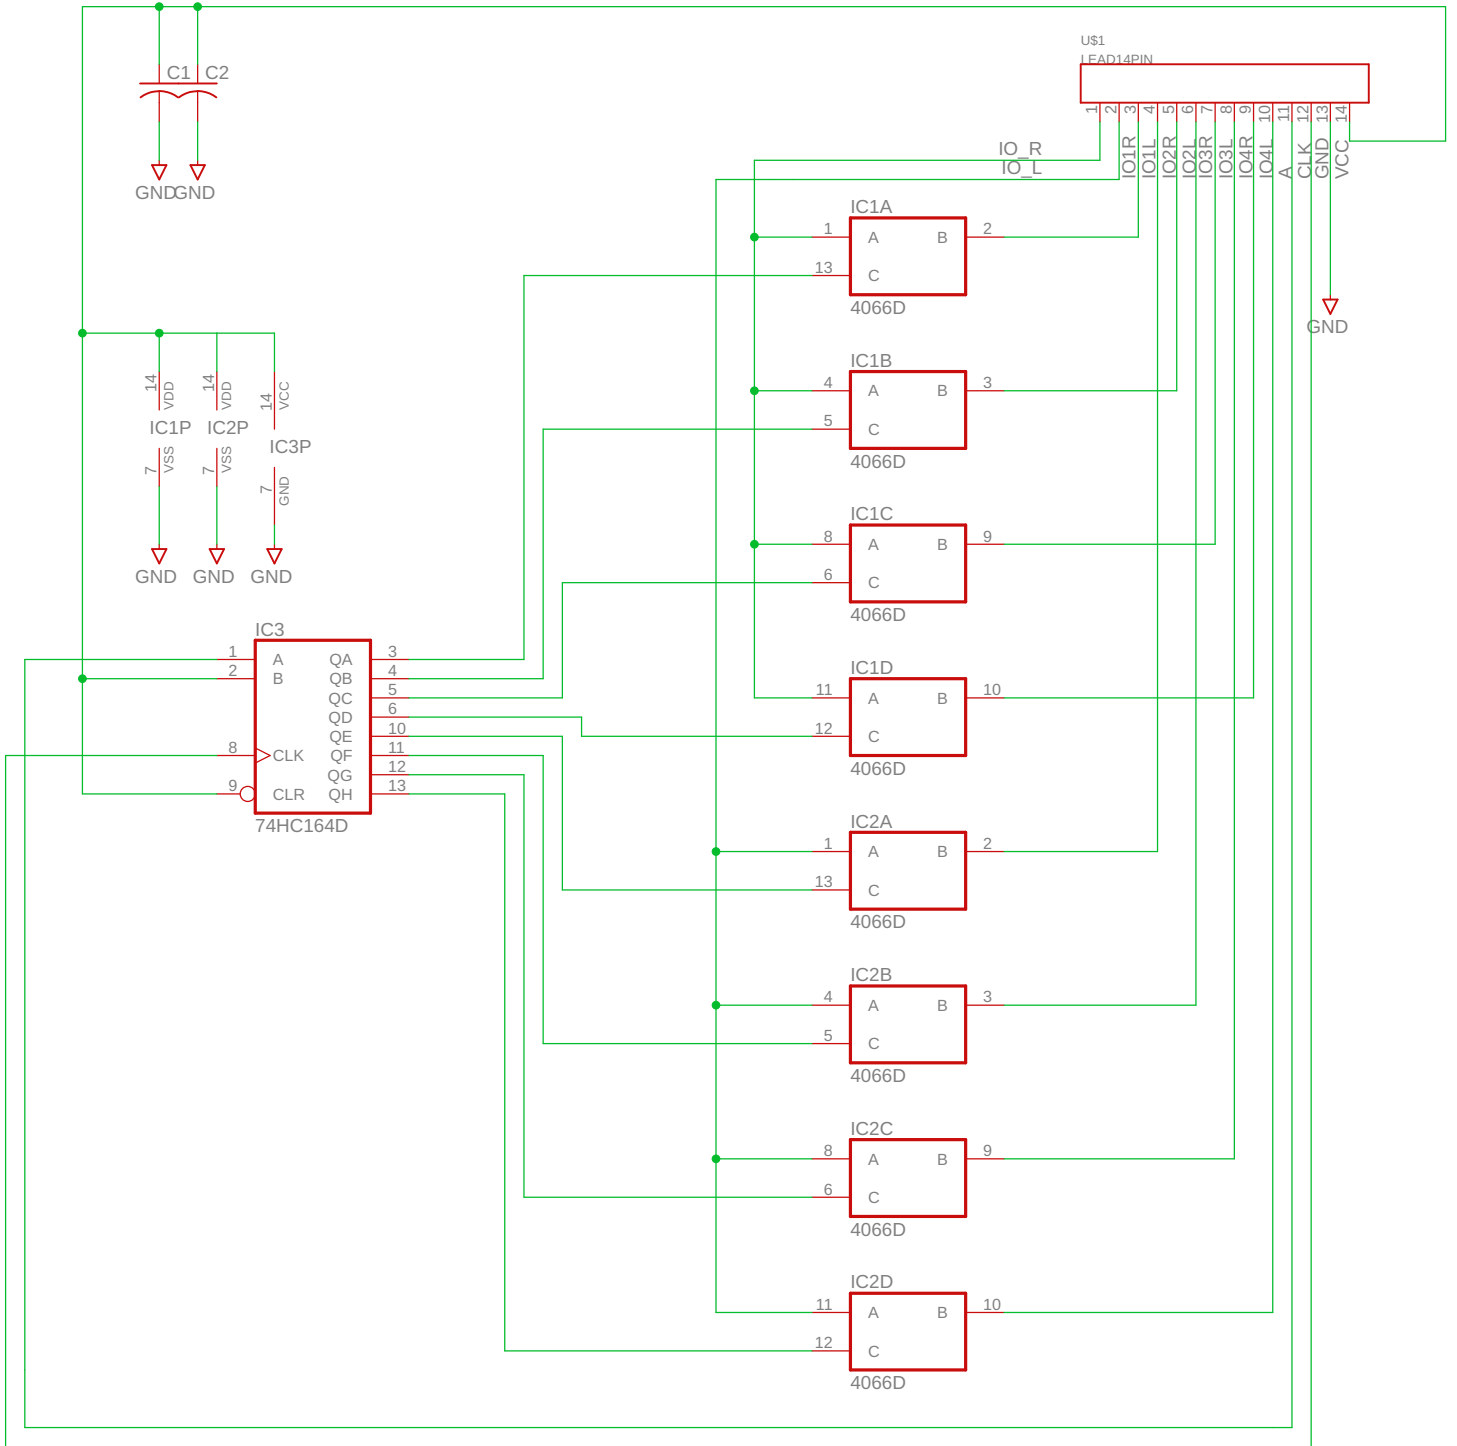 C1 C2
GND GND
U$1
LEAD14PIN
1 2 3 4 5 6 7 8 9 10 11 12 13 14
IO_R
IO_L
IO1R IO1L IO2R IO2L IO3R IO3L IO4R IO4L A CLK GND VCC
GND
IC1A
1 A B 2
13 C
4066D
IC1B
4 A B 3
5 C
4066D
IC1C
8 A B 9
6 C
4066D
IC1D
11 A B 10
12 C
4066D
14 VDD 14 VDD 14 VCC
IC1P IC2P IC3P
7 VSS 7 VSS 7 GND
GND GND GND
IC3
1 A QA 3
2 B QB 4
QC 5
QD 6
QE 10
8 CLK QF 11
QG 12
9 CLR QH 13
74HC164D
IC2A
1 A B 2
13 C
4066D
IC2B
4 A B 3
5 C
4066D
IC2C
8 A B 9
6 C
4066D
IC2D
11 A B 10
12 C
4066D